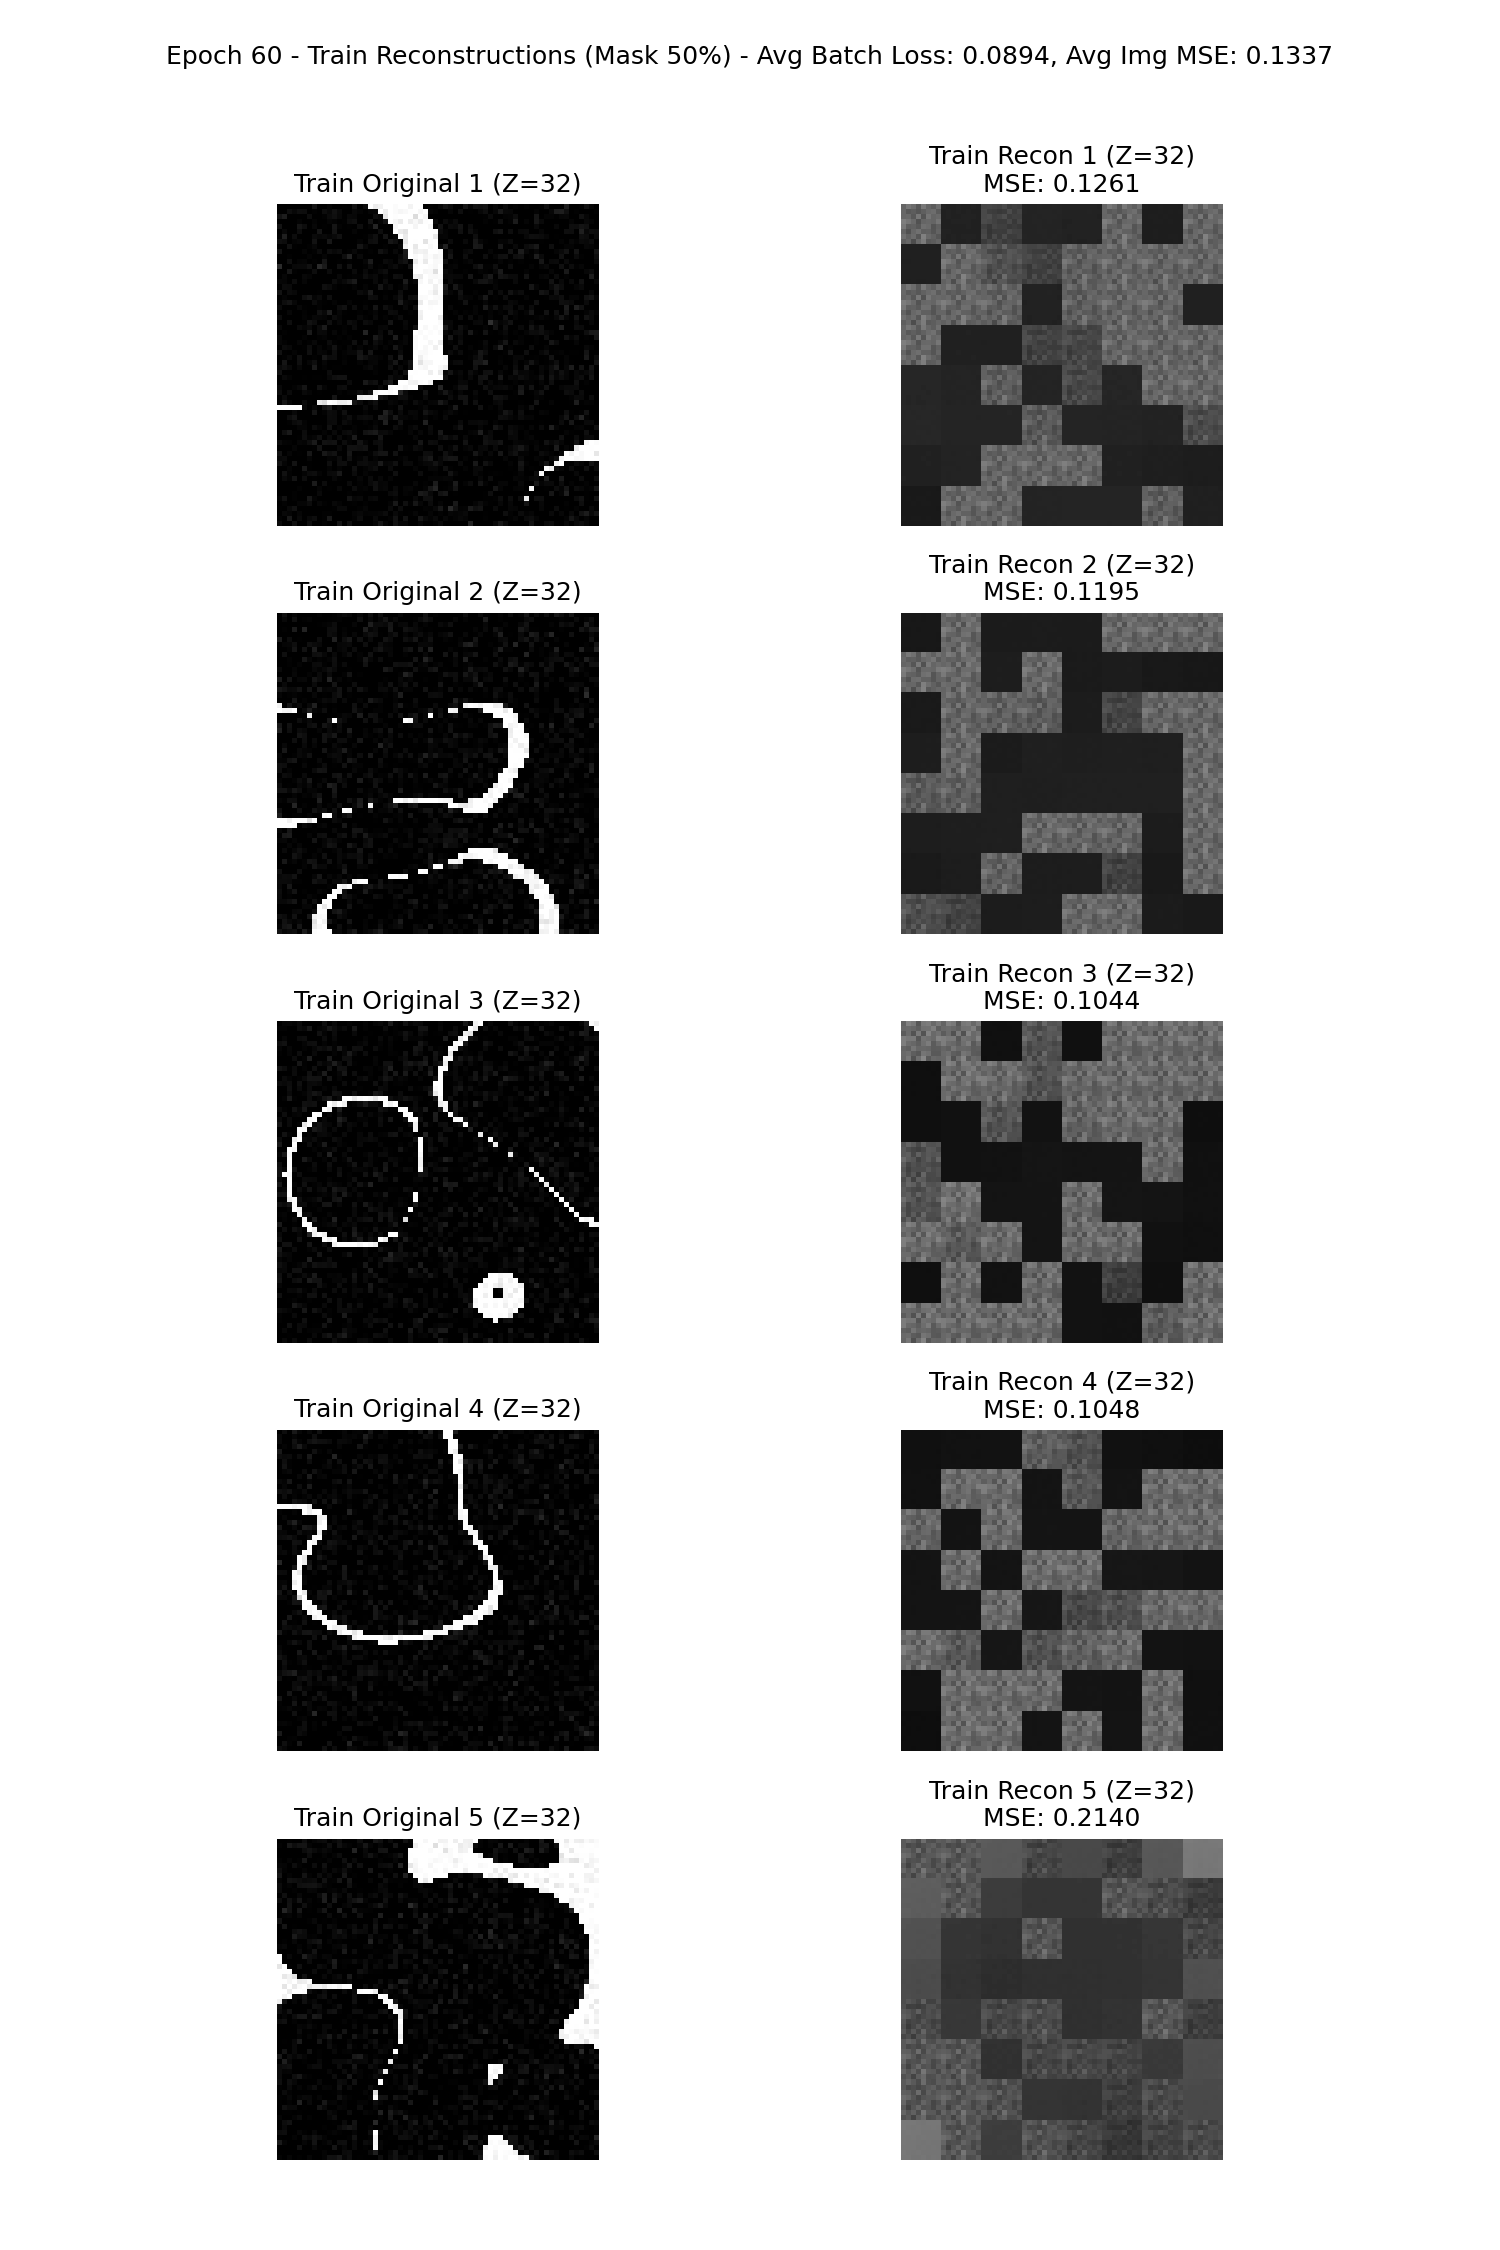 Epoch 60 - Train Reconstructions (Mask 50%) - Avg Batch Loss: 0.0894, Avg Img MSE: 0.1337
Train Original 1 (Z=32)
Train Recon 1 (Z=32)
MSE: 0.1261
Train Original 2 (Z=32)
Train Recon 2 (Z=32)
MSE: 0.1195
Train Original 3 (Z=32)
Train Recon 3 (Z=32)
MSE: 0.1044
Train Original 4 (Z=32)
Train Recon 4 (Z=32)
MSE: 0.1048
Train Original 5 (Z=32)
Train Recon 5 (Z=32)
MSE: 0.2140